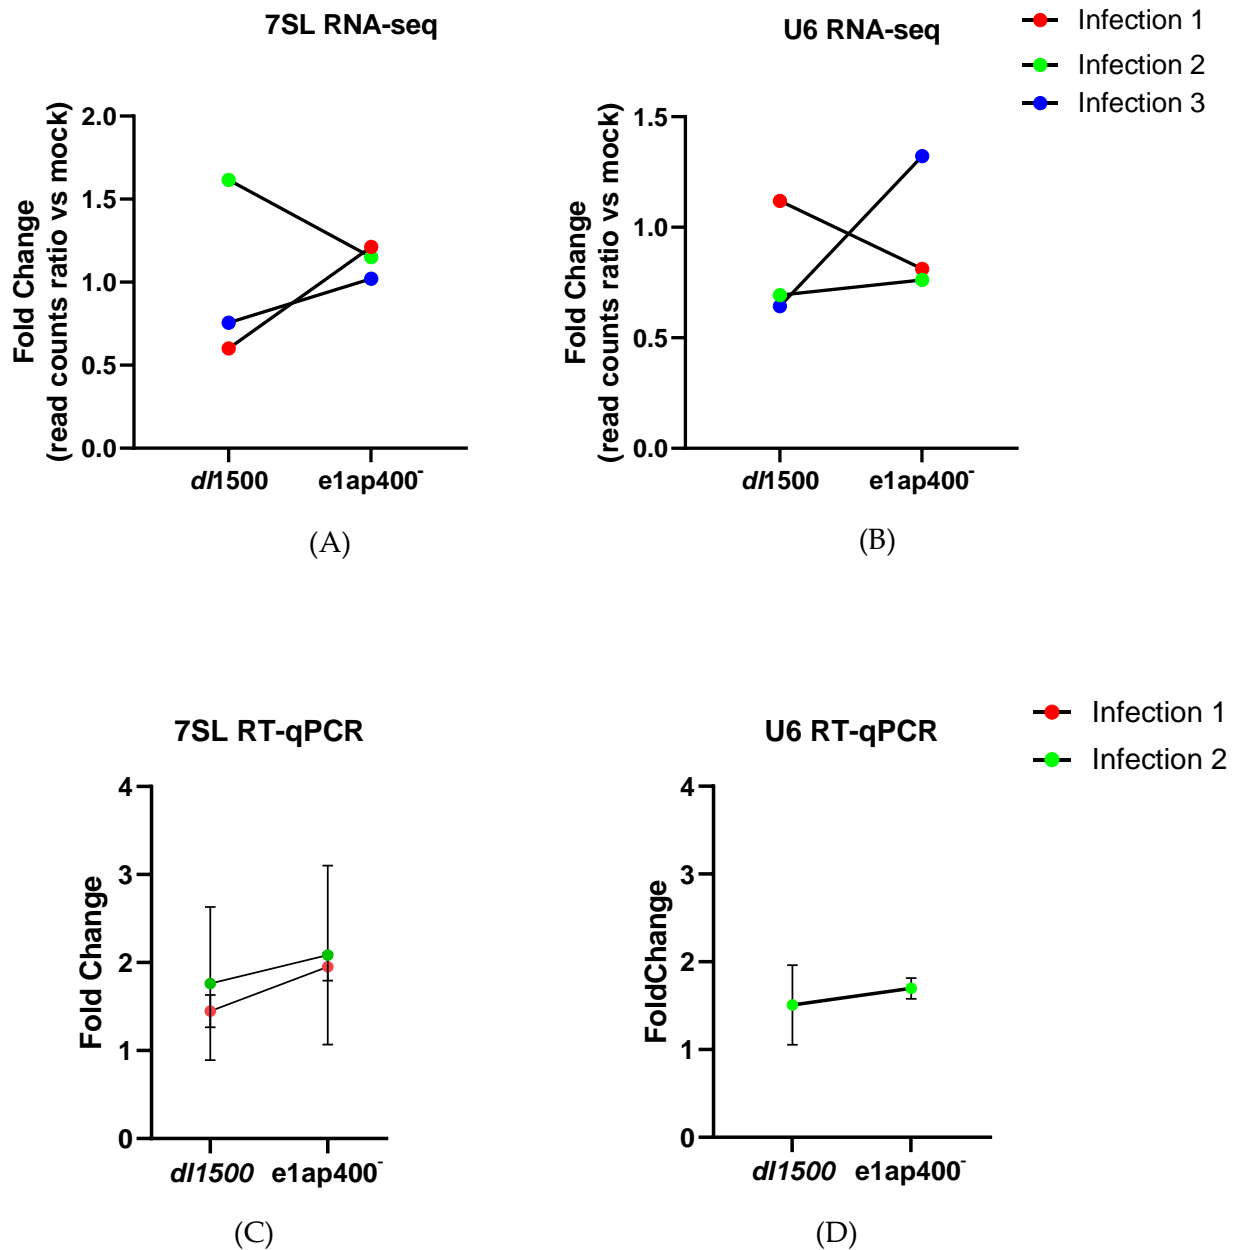 7SL RNA-seq
U6 RNA-seq
Infection 1
Infection 2
Infection 3
Fold Change
(read counts ratio vs mock)
2.0
1.5
1.0
0.5
0.0
dl1500
e1ap400⁻
(A)
Fold Change
(read counts ratio vs mock)
1.5
1.0
0.5
0.0
dl1500
e1ap400⁻
(B)
7SL RT-qPCR
U6 RT-qPCR
Infection 1
Infection 2
Fold Change
4
3
2
1
0
dl1500
e1ap400⁻
(C)
FoldChange
4
3
2
1
0
dl1500
e1ap400⁻
(D)